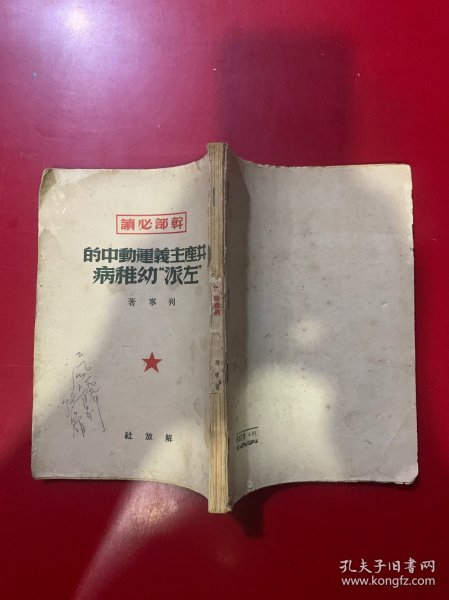 幹部必讀
共產主義運動中的
"左派"幼稚病
列寧著
解放社
孔夫子旧书网
www.kongfz.com